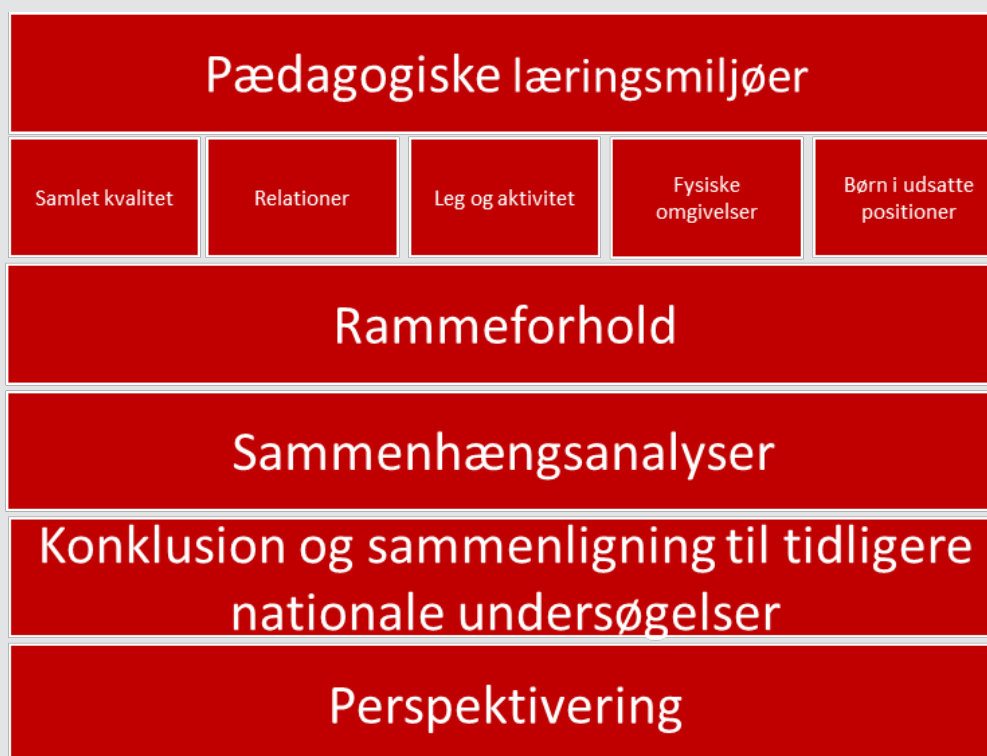 Pædagogiske læringsmiljøer
Samlet kvalitet
Relationer
Leg og aktivitet
Fysiske
omgivelser
Børn i udsatte
positioner
Rammeforhold
Sammenhængsanalyser
Konklusion og sammenligning til tidligere
nationale undersøgelser
Perspektivering